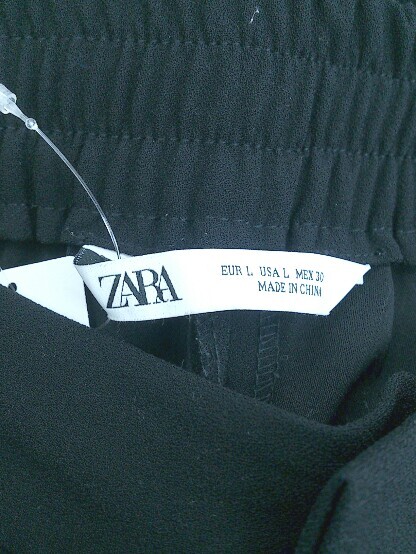 ZARA
EUR L USA L MEX 30
MADE IN CHINA